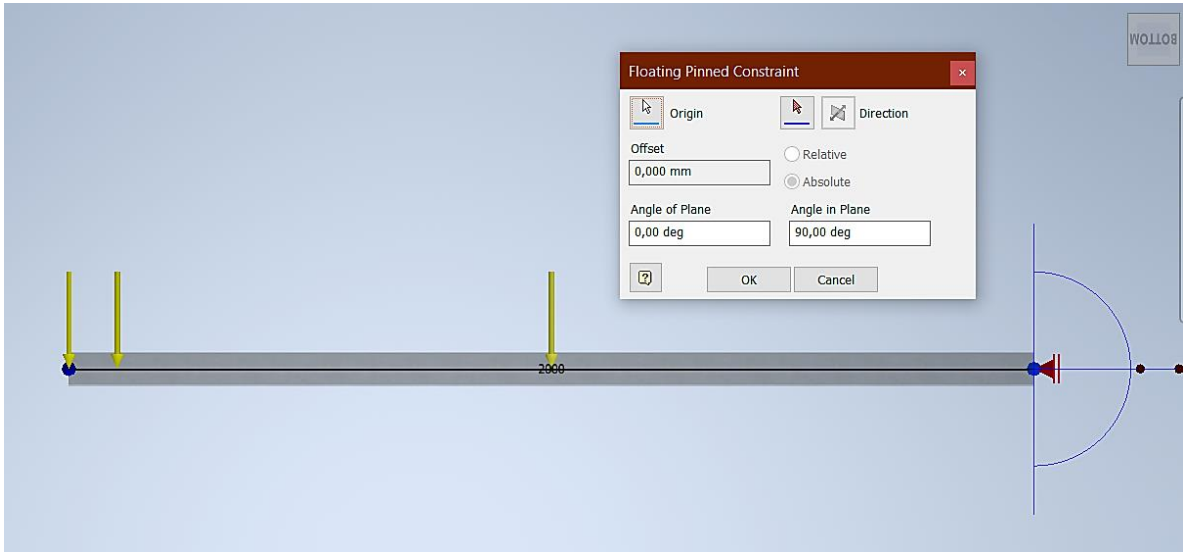 BOTTOM
Floating Pinned Constraint
Origin
Direction
Offset
0,000 mm
Relative
Absolute
Angle of Plane
Angle in Plane
0,00 deg
90,00 deg
?
OK
Cancel
2000